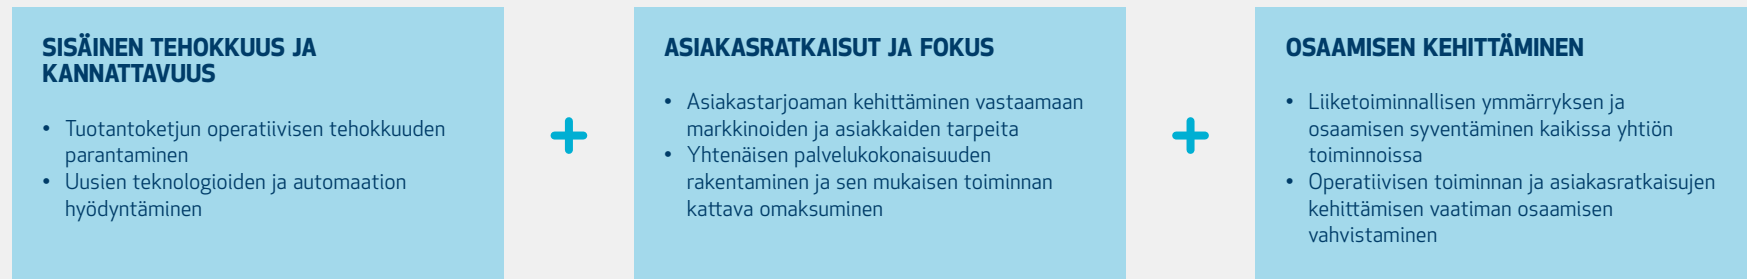 SISÄINEN TEHOKKUUS JA
KANNATTAVUUS
• Tuotantoketjun operatiivisen tehokkuuden
parantaminen
• Uusien teknologioiden ja automaation
hyödyntäminen
+
ASIAKASRATKAISUT JA FOKUS
• Asiakastarjoaman kehittäminen vastaamaan
markkinoiden ja asiakkaiden tarpeita
• Yhtenäisen palvelukokonaisuuden
rakentaminen ja sen mukaisen toiminnan
kattava omaksuminen
+
OSAAMISEN KEHITTÄMINEN
• Liiketoiminnallisen ymmärryksen ja
osaamisen syventäminen kaikissa yhtiön
toiminnoissa
• Operatiivisen toiminnan ja asiakasratkaisujen
kehittämisen vaatiman osaamisen
vahvistaminen